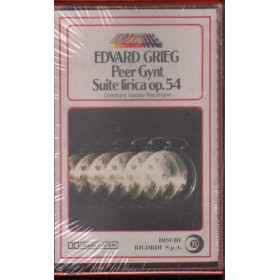 EDVARD GRIEG
Peer Gynt
Suite lirica op.54
Direttore Vaclav Neumann
DISCHI
RICORDI S.p.A.
R